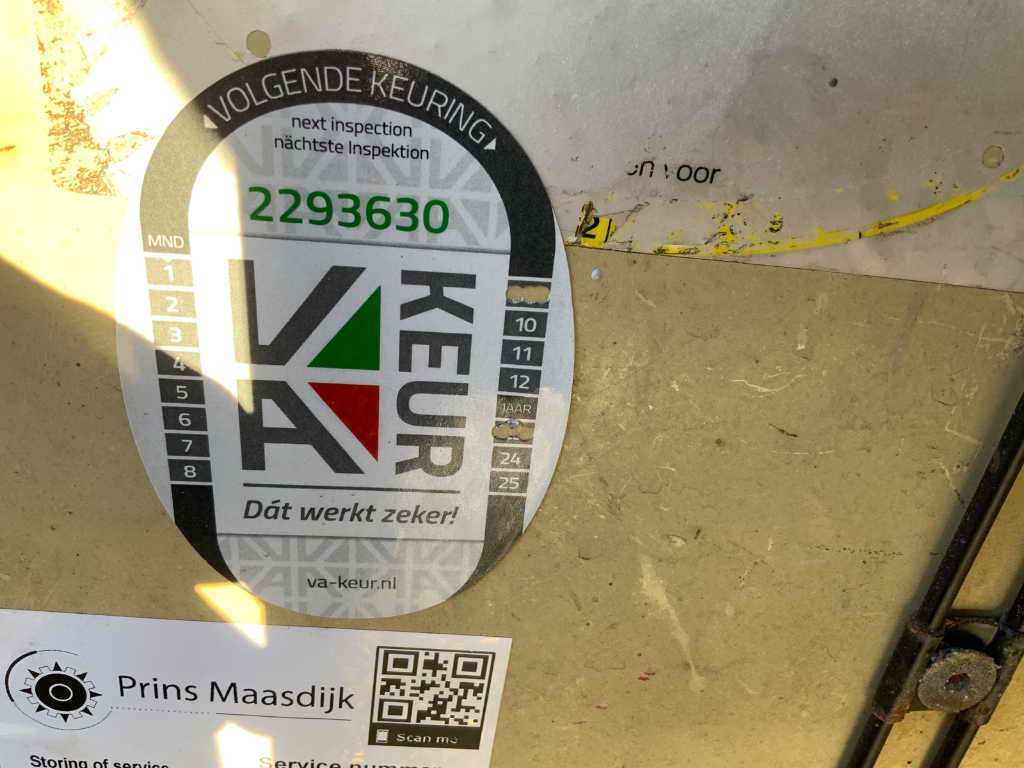 VOLGENDE KEURING
next inspection
nächtste Inspektion
2293630
MND
1
2
3
4
5
6
7
8
10
11
12
JAAR
24
25
VA
KEUR
Dát werkt zeker!
va-keur.nl
voor
2
Prins Maasdijk
Scan me
Storing of service
Service nummer